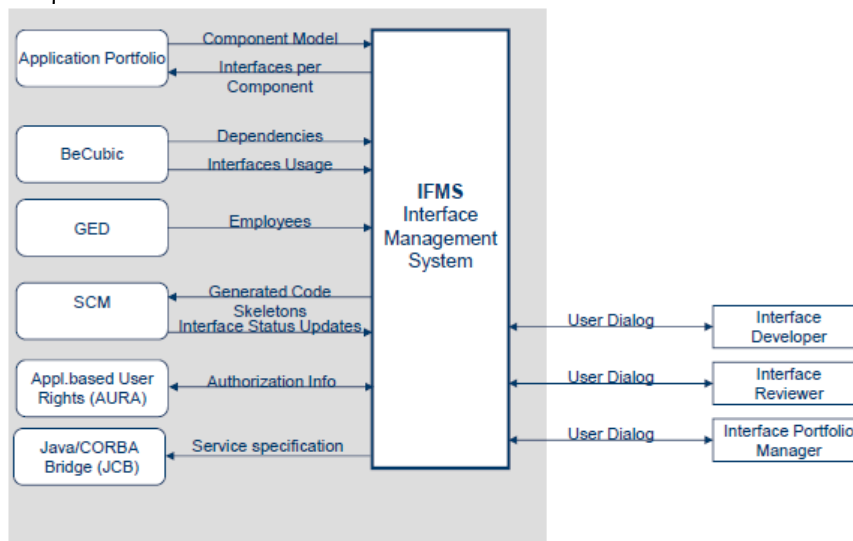 Application Portfolio
Component Model
Interfaces per
Component
BeCubic
Dependencies
Interfaces Usage
GED
Employees
SCM
Generated Code
Skeletons
Interface Status Updates
Appl.based User
Rights (AURA)
Authorization Info
Java/CORBA
Bridge (JCB)
Service specification
IFMS
Interface
Management
System
User Dialog
Interface
Developer
User Dialog
Interface
Reviewer
User Dialog
Interface Portfolio
Manager